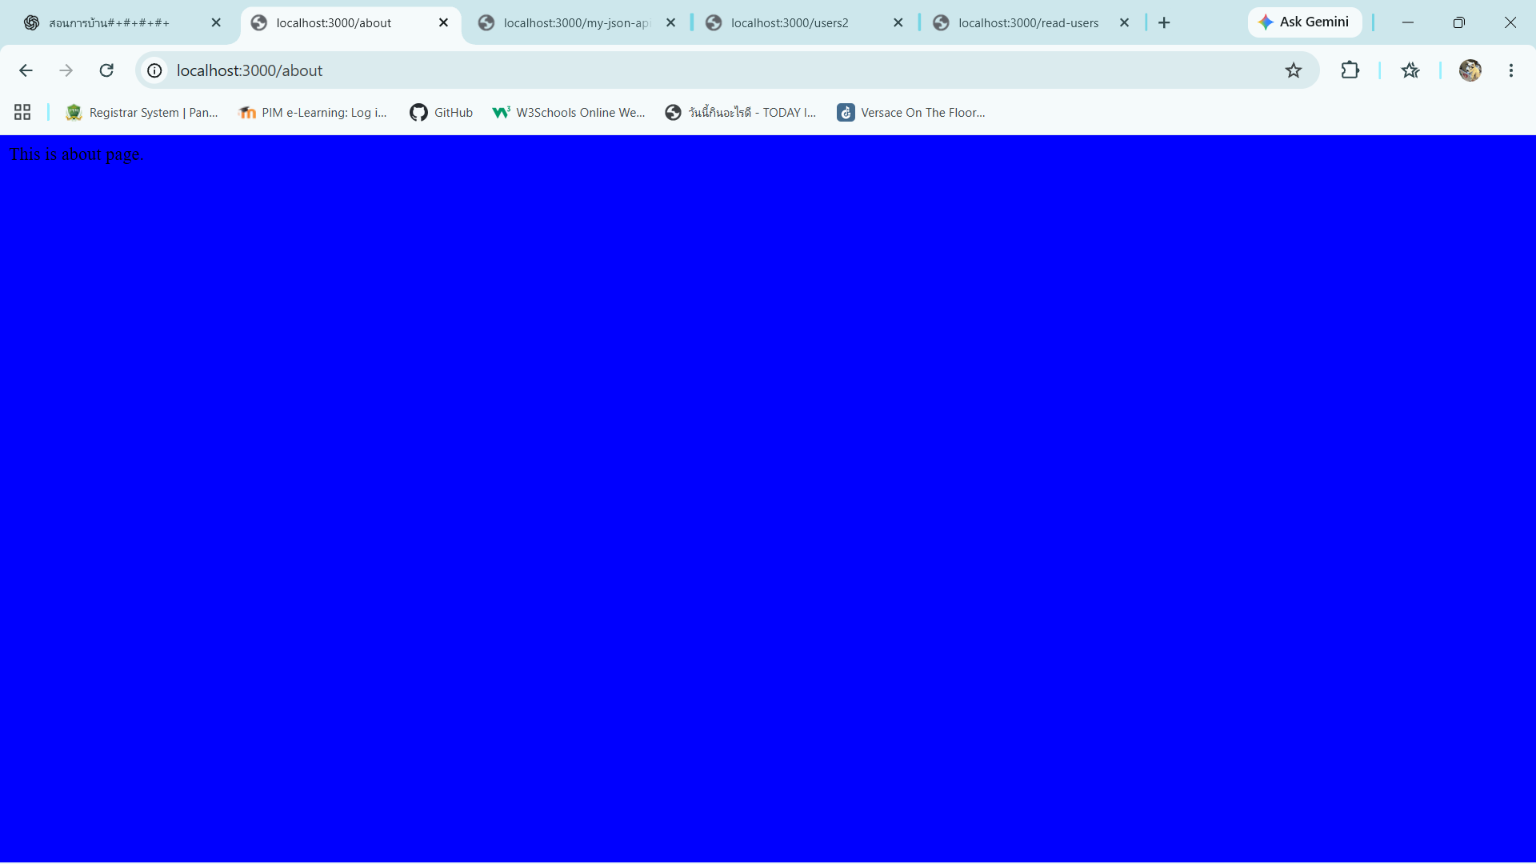 สอนการบ้าน#+#+#+#+
localhost:3000/about
localhost:3000/my-json-ap
localhost:3000/users2
localhost:3000/read-users
Ask Gemini
localhost:3000/about
Registrar System | Pan...
PIM e-Learning: Log i...
GitHub
W3Schools Online We...
วันนี้กินอะไรดี - TODAY I...
Versace On The Floor...
This is about page.